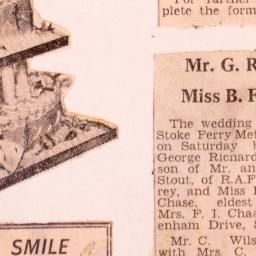 For further
plete the form
Mr. G. R
Miss B. F
The wedding
Stoke Ferry Met
on Saturday b
George Richard
son of Mr. an
Stout, of R.A.F
rey, and Miss
Chase, eldest
Mrs. F. J. Chas
enham Drive, S
Mr. C. Wils
with Mrs. C.
SMILE